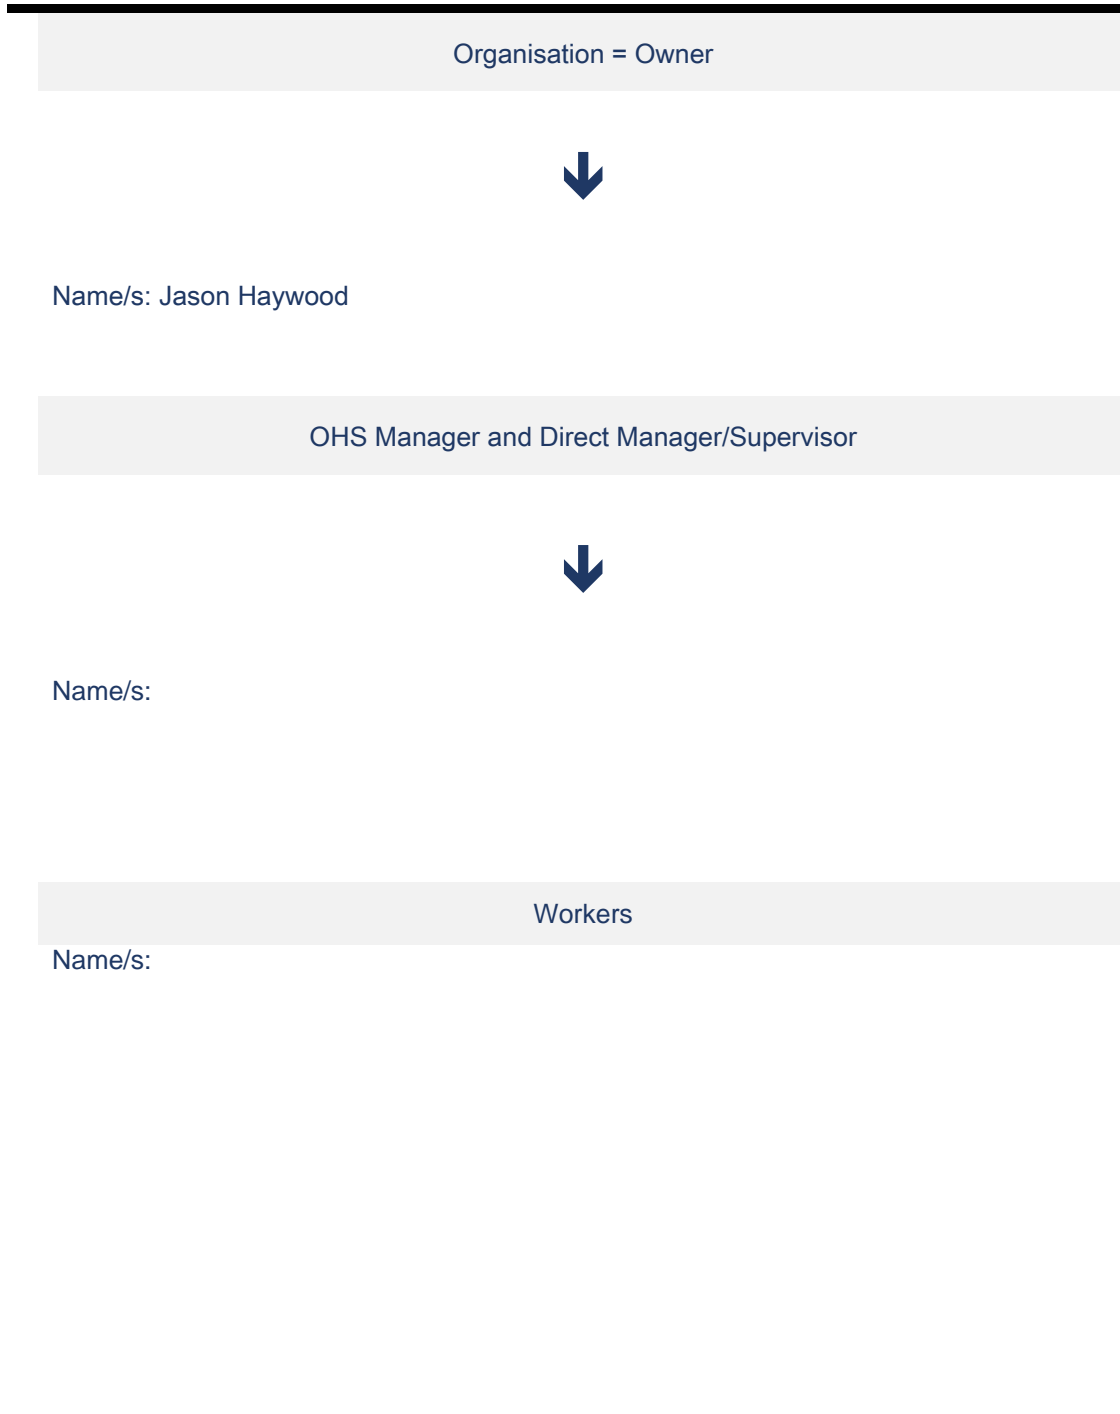 Organisation = Owner
Name/s: Jason Haywood
OHS Manager and Direct Manager/Supervisor
Name/s:
Workers
Name/s: